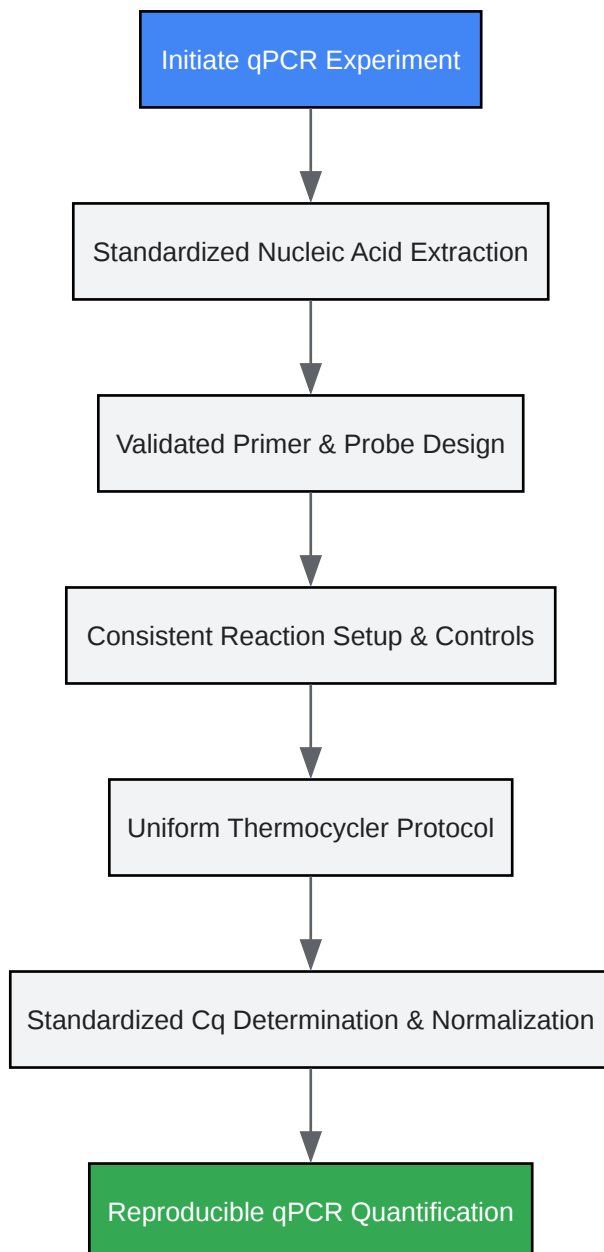 Initiate qPCR Experiment
Standardized Nucleic Acid Extraction
Validated Primer & Probe Design
Consistent Reaction Setup & Controls
Uniform Thermocycler Protocol
Standardized Cq Determination & Normalization
Reproducible qPCR Quantification